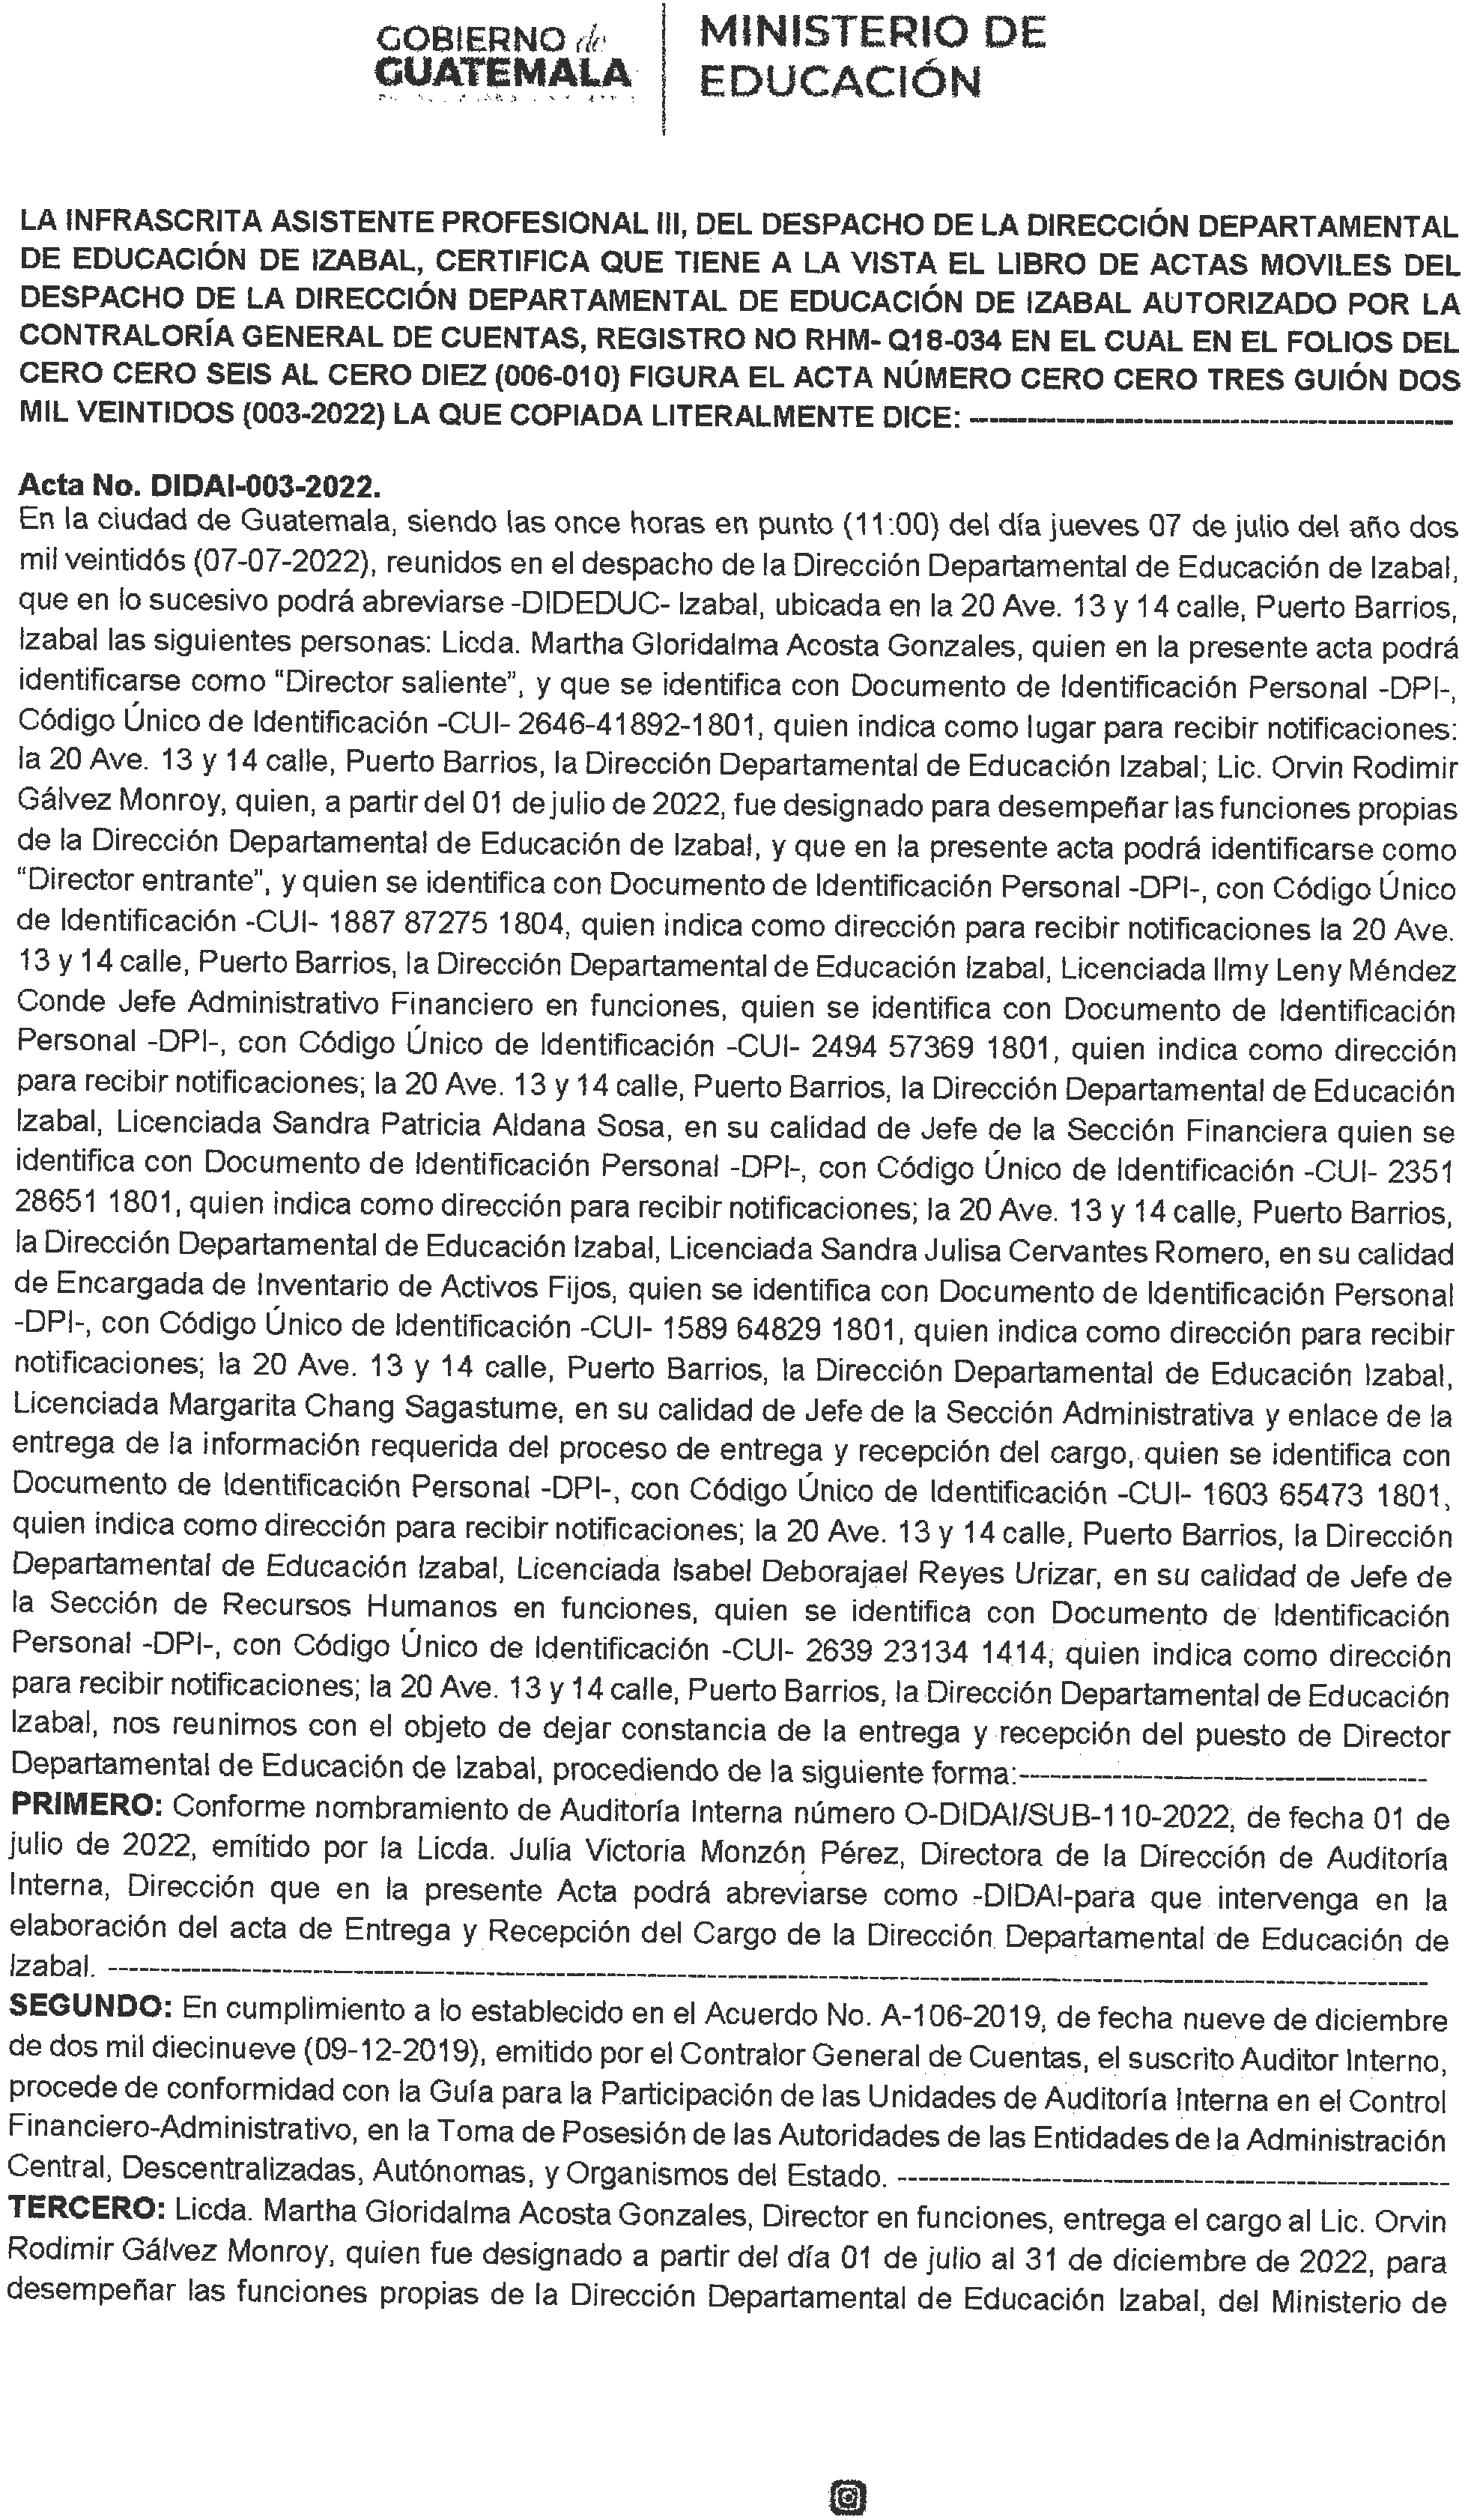 GOBIERNO de
GUATEMALA
MINISTERIO DE
EDUCACIÓN
LA INFRASCRITA ASISTENTE PROFESIONAL III, DEL DESPACHO DE LA DIRECCIÓN DEPARTAMENTAL
DE EDUCACIÓN DE IZABAL, CERTIFICA QUE TIENE A LA VISTA EL LIBRO DE ACTAS MOVILES DEL
DESPACHO DE LA DIRECCIÓN DEPARTAMENTAL DE EDUCACIÓN DE IZABAL AUTORIZADO POR LA
CONTRALORÍA GENERAL DE CUENTAS, REGISTRO NO RHM- Q18-034 EN EL CUAL EN EL FOLIOS DEL
CERO CERO SEIS AL CERO DIEZ (006-010) FIGURA EL ACTA NÚMERO CERO CERO TRES GUIÓN DOS
MIL VEINTIDOS (003-2022) LA QUE COPIADA LITERALMENTE DICE: ------------------------------------------
Acta No. DIDAI-003-2022.
En la ciudad de Guatemala, siendo las once horas en punto (11:00) del día jueves 07 de julio del año dos
mil veintidós (07-07-2022), reunidos en el despacho de la Dirección Departamental de Educación de Izabal,
que en lo sucesivo podrá abreviarse -DIDEDUC- Izabal, ubicada en la 20 Ave. 13 y 14 calle, Puerto Barrios,
Izabal las siguientes personas: Licda. Martha Gloridalma Acosta Gonzales, quien en la presente acta podrá
identificarse como "Director saliente", y que se identifica con Documento de Identificación Personal -DPI-,
Código Único de Identificación -CUI- 2646-41892-1801, quien indica como lugar para recibir notificaciones:
la 20 Ave. 13 y 14 calle, Puerto Barrios, la Dirección Departamental de Educación Izabal; Lic. Orvin Rodimir
Gálvez Monroy, quien, a partir del 01 de julio de 2022, fue designado para desempeñar las funciones propias
de la Dirección Departamental de Educación de Izabal, y que en la presente acta podrá identificarse como
"Director entrante", y quien se identifica con Documento de Identificación Personal -DPI-, con Código Único
de Identificación -CUI- 1887 87275 1804, quien indica como dirección para recibir notificaciones la 20 Ave.
13 y 14 calle, Puerto Barrios, la Dirección Departamental de Educación Izabal, Licenciada Ilmy Leny Méndez
Conde Jefe Administrativo Financiero en funciones, quien se identifica con Documento de Identificación
Personal -DPI-, con Código Único de Identificación -CUI- 2494 57369 1801, quien indica como dirección
para recibir notificaciones; la 20 Ave. 13 y 14 calle, Puerto Barrios, la Dirección Departamental de Educación
Izabal, Licenciada Sandra Patricia Aldana Sosa, en su calidad de Jefe de la Sección Financiera quien se
identifica con Documento de Identificación Personal -DPI-, con Código Único de Identificación -CUI- 2351
28651 1801, quien indica como dirección para recibir notificaciones; la 20 Ave. 13 y 14 calle, Puerto Barrios,
la Dirección Departamental de Educación Izabal, Licenciada Sandra Julisa Cervantes Romero, en su calidad
de Encargada de Inventario de Activos Fijos, quien se identifica con Documento de Identificación Personal
-DPI-, con Código Único de Identificación -CUI- 1589 64829 1801, quien indica como dirección para recibir
notificaciones; la 20 Ave. 13 y 14 calle, Puerto Barrios, la Dirección Departamental de Educación Izabal,
Licenciada Margarita Chang Sagastume, en su calidad de Jefe de la Sección Administrativa y enlace de la
entrega de la información requerida del proceso de entrega y recepción del cargo, quien se identifica con
Documento de Identificación Personal -DPI-, con Código Único de Identificación -CUI- 1603 65473 1801,
quien indica como dirección para recibir notificaciones; la 20 Ave. 13 y 14 calle, Puerto Barrios, la Dirección
Departamental de Educación Izabal, Licenciada Isabel Deborajael Reyes Urizar, en su calidad de Jefe de
la Sección de Recursos Humanos en funciones, quien se identifica con Documento de Identificación
Personal -DPI-, con Código Único de Identificación -CUI- 2639 23134 1414, quien indica como dirección
para recibir notificaciones; la 20 Ave. 13 y 14 calle, Puerto Barrios, la Dirección Departamental de Educación
Izabal, nos reunimos con el objeto de dejar constancia de la entrega y recepción del puesto de Director
Departamental de Educación de Izabal, procediendo de la siguiente forma:------------------------------------
PRIMERO: Conforme nombramiento de Auditoría Interna número O-DIDAI/SUB-110-2022, de fecha 01 de
julio de 2022, emitido por la Licda. Julia Victoria Monzón Pérez, Directora de la Dirección de Auditoría
Interna, Dirección que en la presente Acta podrá abreviarse como -DIDAI-para que intervenga en la
elaboración del acta de Entrega y Recepción del Cargo de la Dirección Departamental de Educación de
Izabal. ------------------------------------------------------------------------------------------------------------
SEGUNDO: En cumplimiento a lo establecido en el Acuerdo No. A-106-2019, de fecha nueve de diciembre
de dos mil diecinueve (09-12-2019), emitido por el Contralor General de Cuentas, el suscrito Auditor Interno,
procede de conformidad con la Guía para la Participación de las Unidades de Auditoría Interna en el Control
Financiero-Administrativo, en la Toma de Posesión de las Autoridades de las Entidades de la Administración
Central, Descentralizadas, Autónomas, y Organismos del Estado. ------------------------------------------------
TERCERO: Licda. Martha Gloridalma Acosta Gonzales, Director en funciones, entrega el cargo al Lic. Orvin
Rodimir Gálvez Monroy, quien fue designado a partir del día 01 de julio al 31 de diciembre de 2022, para
desempeñar las funciones propias de la Dirección Departamental de Educación Izabal, del Ministerio de